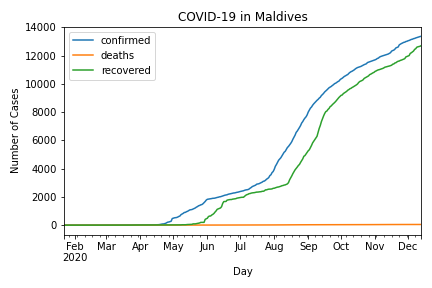 COVID-19 in Maldives
confirmed
deaths
recovered
Number of Cases
14000
12000
10000
8000
6000
4000
2000
0
Feb Mar Apr May Jun Jul Aug Sep Oct Nov Dec
2020
Day